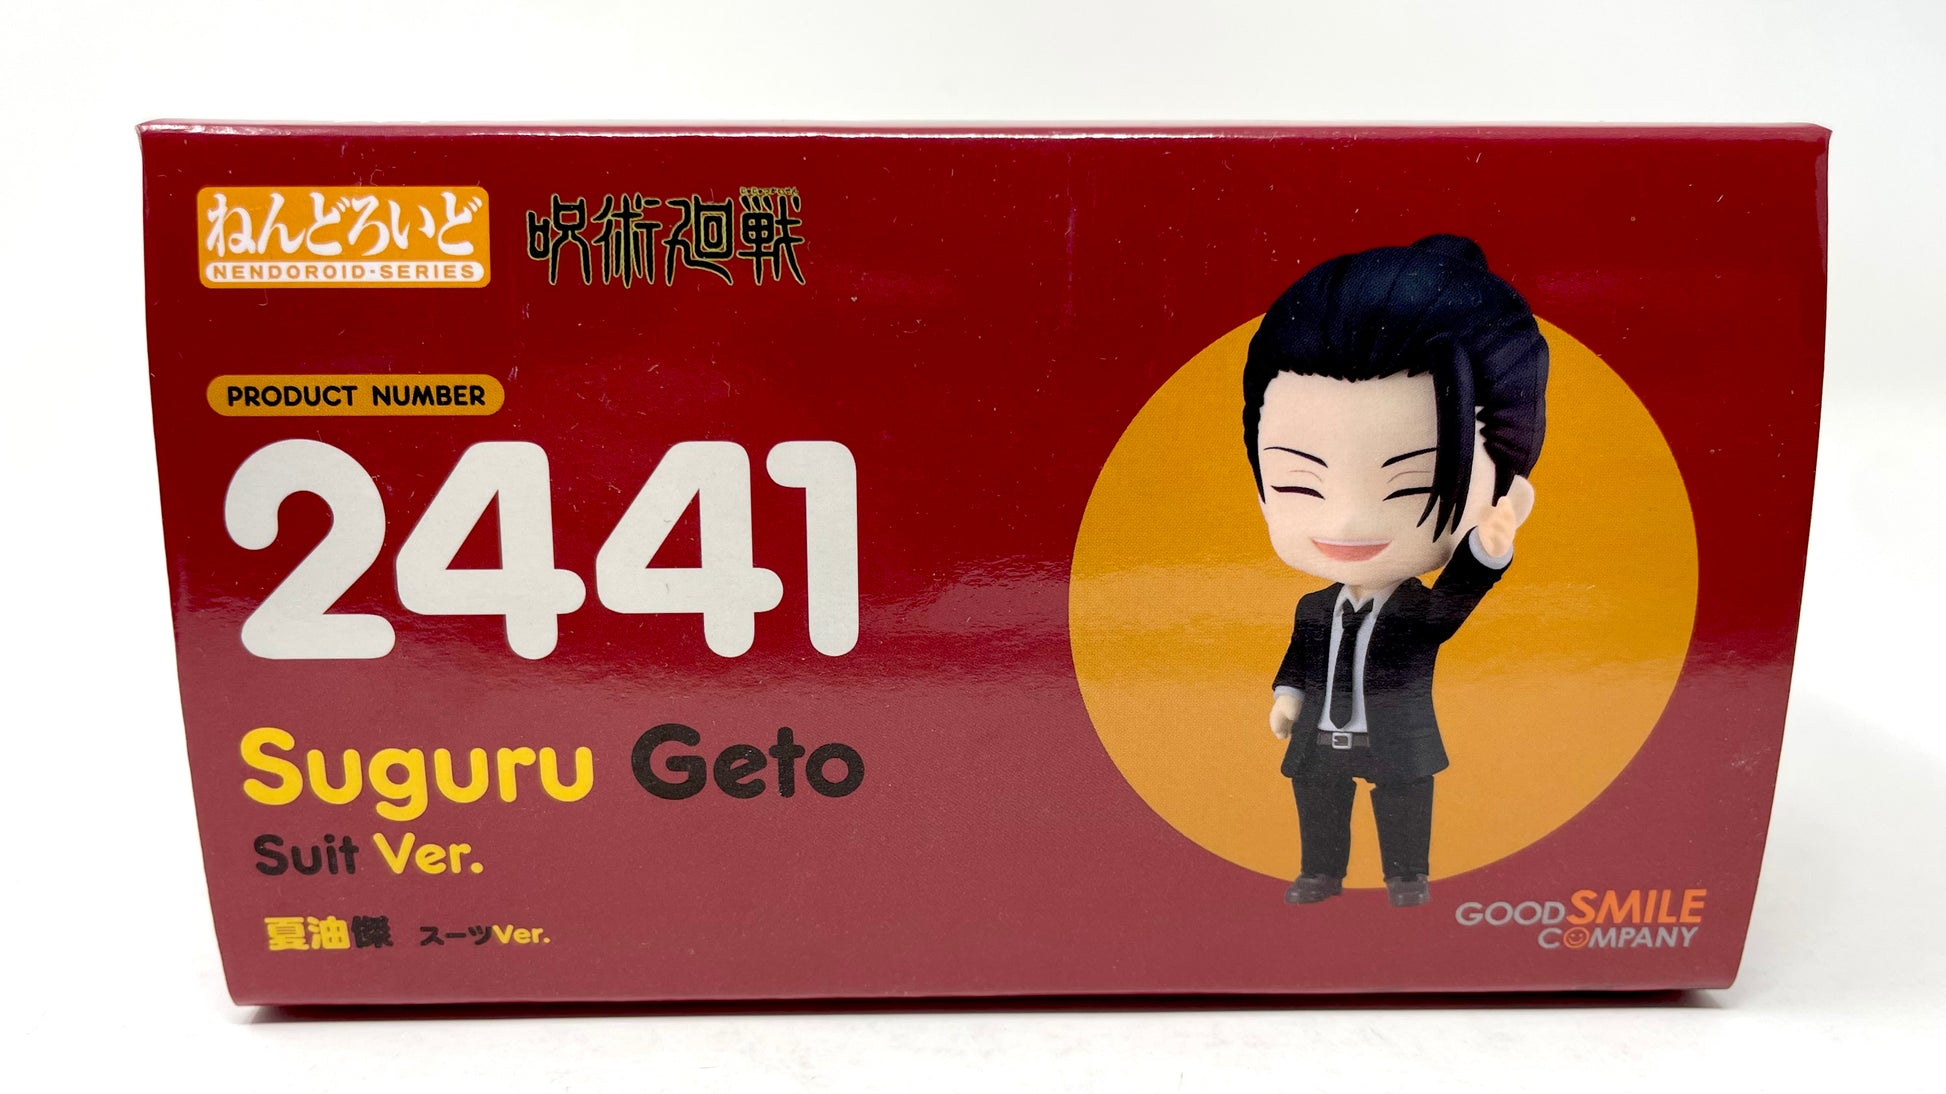 ねんどろいど
NENDOROID·SERIES
呪術廻戦
PRODUCT NUMBER
2441
Suguru Geto
Suit Ver.
夏油傑 スーツVer.
GOOD SMILE
COMPANY